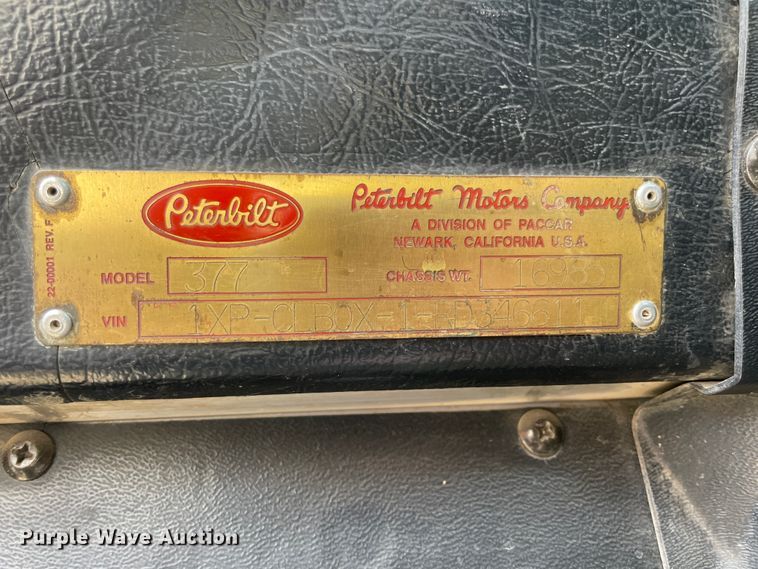 Peterbilt
Peterbilt Motors Company
A DIVISION OF PACCAR
NEWARK, CALIFORNIA U.S.A.
22-00001 REV. F
MODEL 377 CHASSIS WT. 16985
VIN 1XP-CLB0X-1-RD346611
Purple Wave Auction